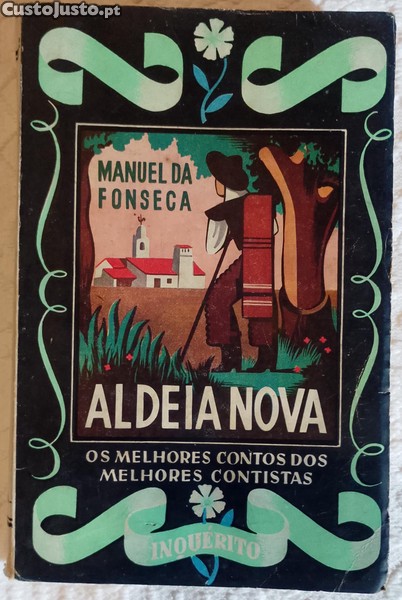 CustoJusto.pt
MANUEL DA
FONSECA
ALDEIA NOVA
OS MELHORES CONTOS DOS
MELHORES CONTISTAS
INQUÉRITO